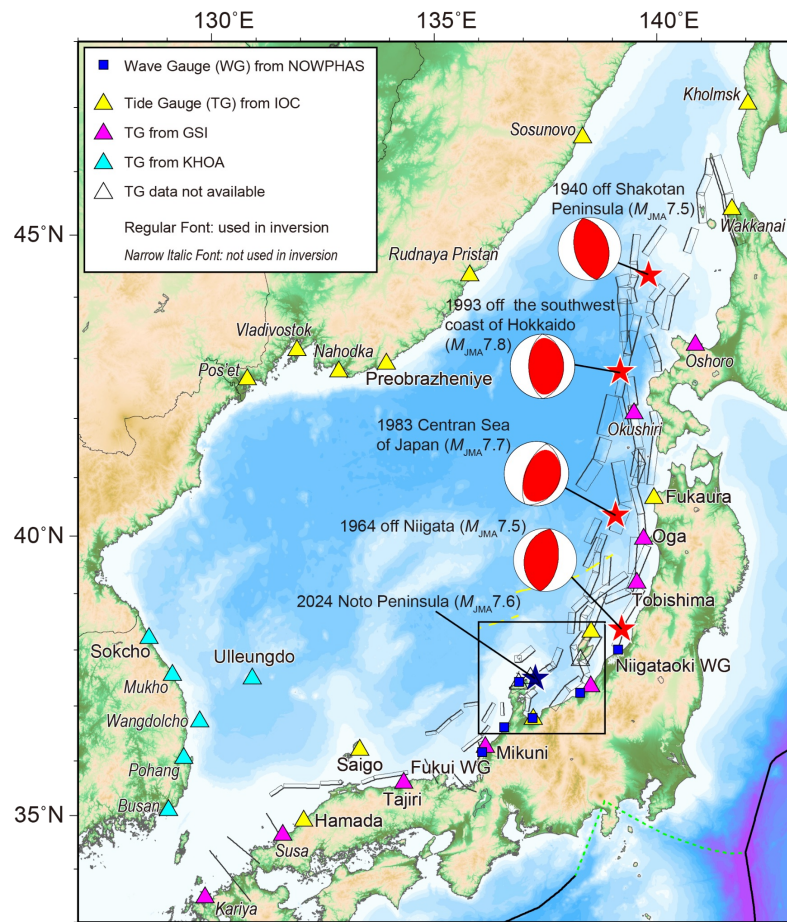 130°E 135°E 140°E
Wave Gauge (WG) from NOWPHAS
Tide Gauge (TG) from IOC
TG from GSI
TG from KHOA
TG data not available
Regular Font: used in inversion
Narrow Italic Font: not used in inversion
Kholmsk
Sosunovo
1940 off Shakotan
Peninsula (MJMA7.5)
Wakkanai
45°N
Rudnaya Pristan
1993 off the southwest
coast of Hokkaido
(MJMA7.8)
Vladivostok
Nahodka
Pos'et
Preobrazheniye
Oshoro
Okushiri
1983 Centran Sea
of Japan (MJMA7.7)
Fukaura
40°N
1964 off Niigata (MJMA7.5)
Oga
2024 Noto Peninsula (MJMA7.6)
Tobishima
Sokcho
Ulleungdo
Niigataoki WG
Mukho
Wangdolcho
Pohang
Saigo
Mikuni
Fukui WG
Tajiri
Busan
35°N
Hamada
Susa
Kariya